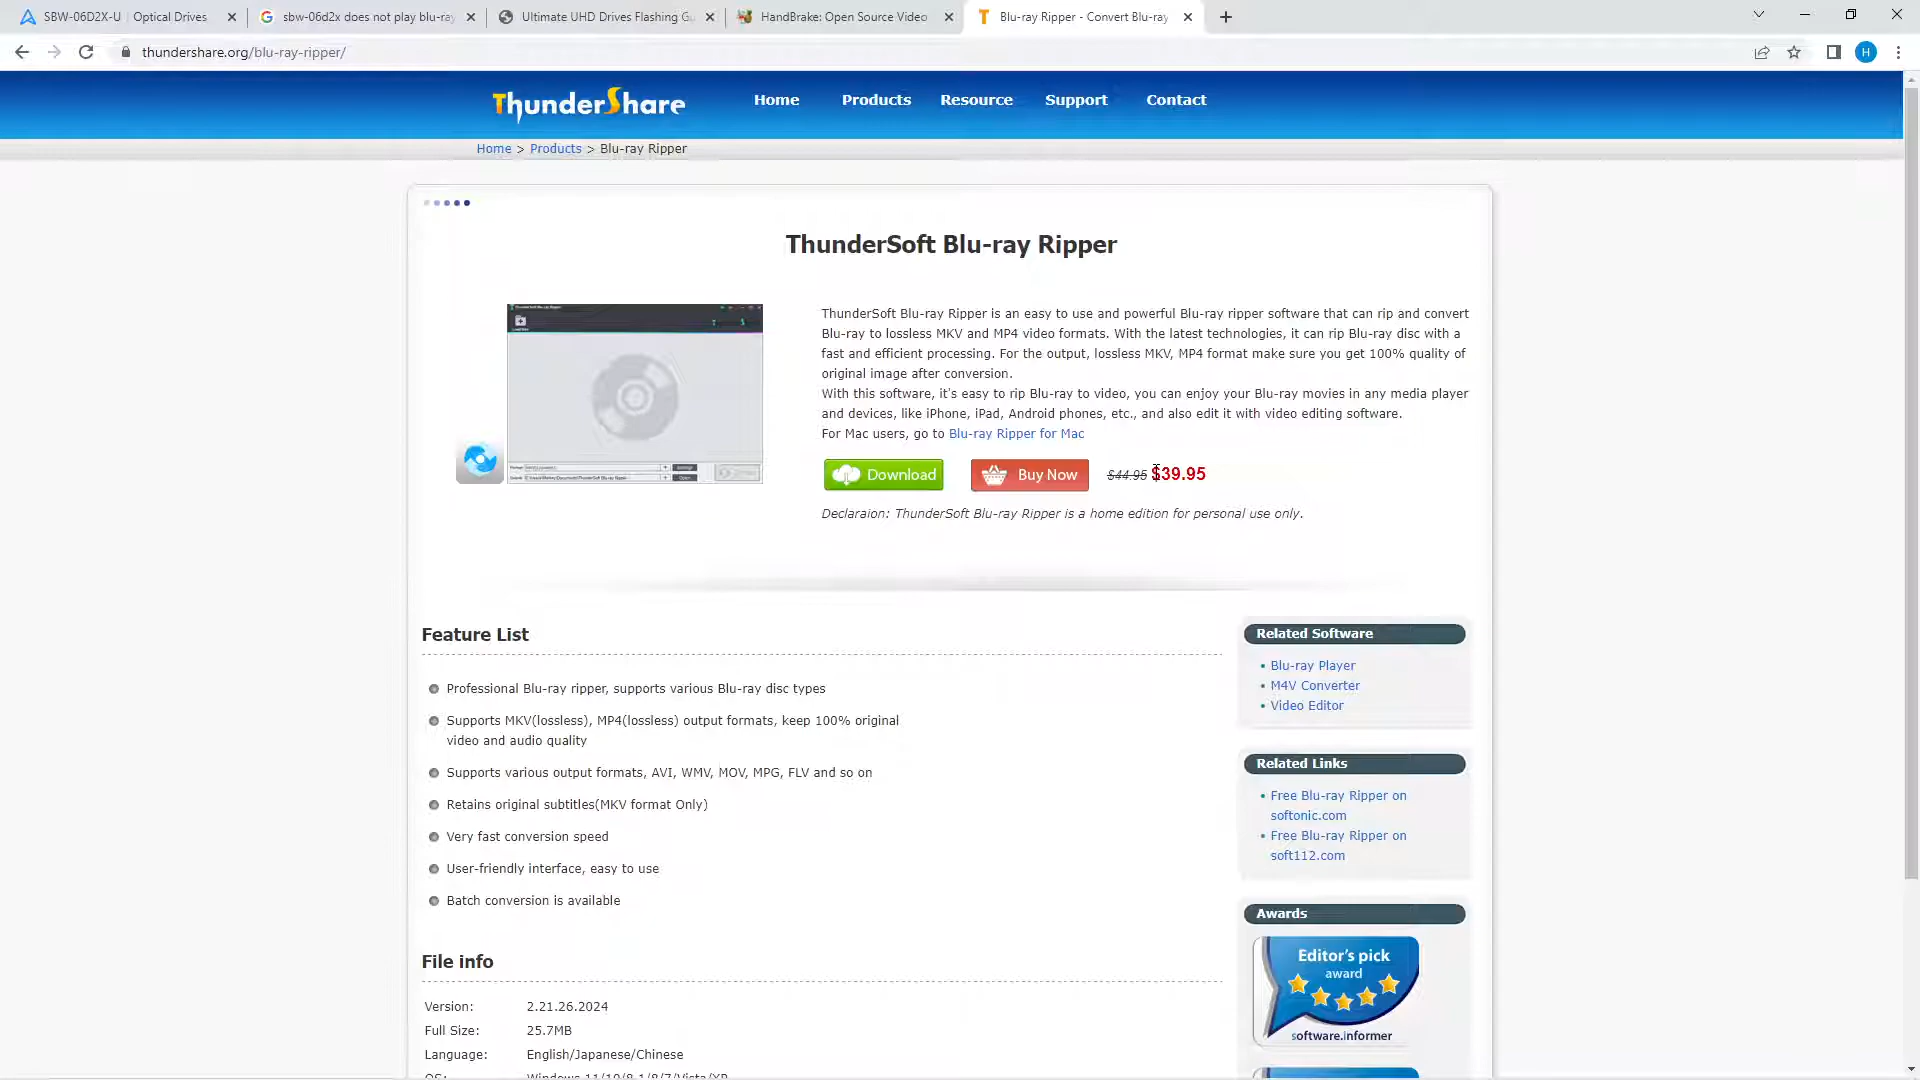 SBW-06D2X-U | Optical Drives
sbw-06d2x does not play blu-ray
Ultimate UHD Drives Flashing Gu
HandBrake: Open Source Video
Blu-ray Ripper - Convert Blu-ray
thundershare.org/blu-ray-ripper/
H
ThunderShare
Home
Products
Resource
Support
Contact
Home > Products > Blu-ray Ripper
ThunderSoft Blu-ray Ripper
ThunderSoft Blu-ray Ripper is an easy to use and powerful Blu-ray ripper software that can rip and convert
Blu-ray to lossless MKV and MP4 video formats. With the latest technologies, it can rip Blu-ray disc with a
fast and efficient processing. For the output, lossless MKV, MP4 format make sure you get 100% quality of
original image after conversion.
With this software, it's easy to rip Blu-ray to video, you can enjoy your Blu-ray movies in any media player
and devices, like iPhone, iPad, Android phones, etc., and also edit it with video editing software.
For Mac users, go to Blu-ray Ripper for Mac
Download
Buy Now
$44.95 $39.95
Declaraion: ThunderSoft Blu-ray Ripper is a home edition for personal use only.
Feature List
Professional Blu-ray ripper, supports various Blu-ray disc types
Supports MKV(lossless), MP4(lossless) output formats, keep 100% original
video and audio quality
Supports various output formats, AVI, WMV, MOV, MPG, FLV and so on
Retains original subtitles(MKV format Only)
Very fast conversion speed
User-friendly interface, easy to use
Batch conversion is available
File info
Version: 2.21.26.2024
Full Size: 25.7MB
Language: English/Japanese/Chinese
OS: Windows 11/10/8.1/8/7/Vista/XP
Related Software
Blu-ray Player
M4V Converter
Video Editor
Related Links
Free Blu-ray Ripper on
softonic.com
Free Blu-ray Ripper on
soft112.com
Awards
Editor's pick
award
software.informer